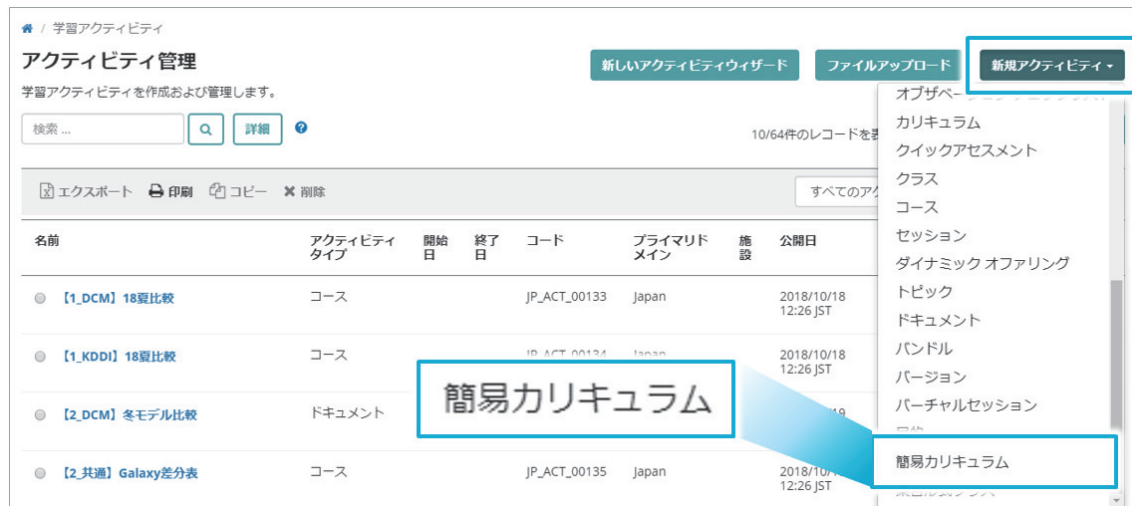 / 学習アクティビティ
アクティビティ管理
新しいアクティビティウィザード ファイルアップロード 新規アクティビティ
学習アクティビティを作成および管理します。
検索 ... 詳細
10/64件のレコードを
エクスポート 印刷 コピー 削除
すべてのア
名前 アクティビティタイプ 開始日 終了日 コード プライマリドメイン 施設 公開日
【1_DCM】18夏比較 コース JP_ACT_00133 Japan 2018/10/18
12:26 JST
【1_KDDI】18夏比較 コース JP_ACT_00134 Japan 2018/10/18
12:26 JST
【2_DCM】冬モデル比較 ドキュメント
【2_共通】Galaxy差分表 コース JP_ACT_00135 Japan 2018/10/
12:26 JST
簡易カリキュラム
カリキュラム
クイックアセスメント
クラス
コース
セッション
ダイナミック オファリング
トピック
ドキュメント
バンドル
バージョン
バーチャルセッション
簡易カリキュラム